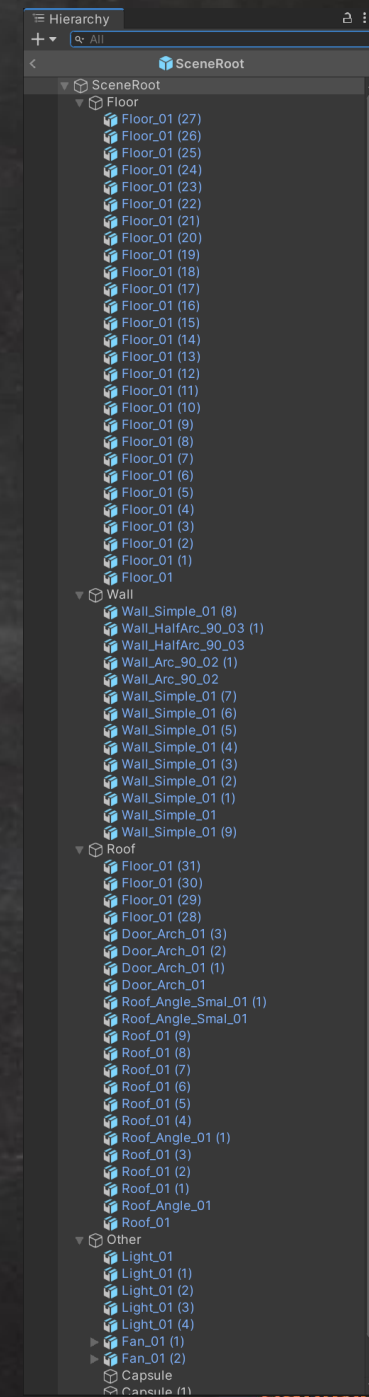 Hierarchy
All
SceneRoot
SceneRoot
Floor
Floor_01 (27)
Floor_01 (26)
Floor_01 (25)
Floor_01 (24)
Floor_01 (23)
Floor_01 (22)
Floor_01 (21)
Floor_01 (20)
Floor_01 (19)
Floor_01 (18)
Floor_01 (17)
Floor_01 (16)
Floor_01 (15)
Floor_01 (14)
Floor_01 (13)
Floor_01 (12)
Floor_01 (11)
Floor_01 (10)
Floor_01 (9)
Floor_01 (8)
Floor_01 (7)
Floor_01 (6)
Floor_01 (5)
Floor_01 (4)
Floor_01 (3)
Floor_01 (2)
Floor_01 (1)
Floor_01
Wall
Wall_Simple_01 (8)
Wall_HalfArc_90_03 (1)
Wall_HalfArc_90_03
Wall_Arc_90_02 (1)
Wall_Arc_90_02
Wall_Simple_01 (7)
Wall_Simple_01 (6)
Wall_Simple_01 (5)
Wall_Simple_01 (4)
Wall_Simple_01 (3)
Wall_Simple_01 (2)
Wall_Simple_01 (1)
Wall_Simple_01
Wall_Simple_01 (9)
Roof
Floor_01 (31)
Floor_01 (30)
Floor_01 (29)
Floor_01 (28)
Door_Arch_01 (3)
Door_Arch_01 (2)
Door_Arch_01 (1)
Door_Arch_01
Roof_Angle_Smal_01 (1)
Roof_Angle_Smal_01
Roof_01 (9)
Roof_01 (8)
Roof_01 (7)
Roof_01 (6)
Roof_01 (5)
Roof_01 (4)
Roof_Angle_01 (1)
Roof_01 (3)
Roof_01 (2)
Roof_01 (1)
Roof_Angle_01
Roof_01
Other
Light_01
Light_01 (1)
Light_01 (2)
Light_01 (3)
Light_01 (4)
Fan_01 (1)
Fan_01 (2)
Capsule
Capsule (1)